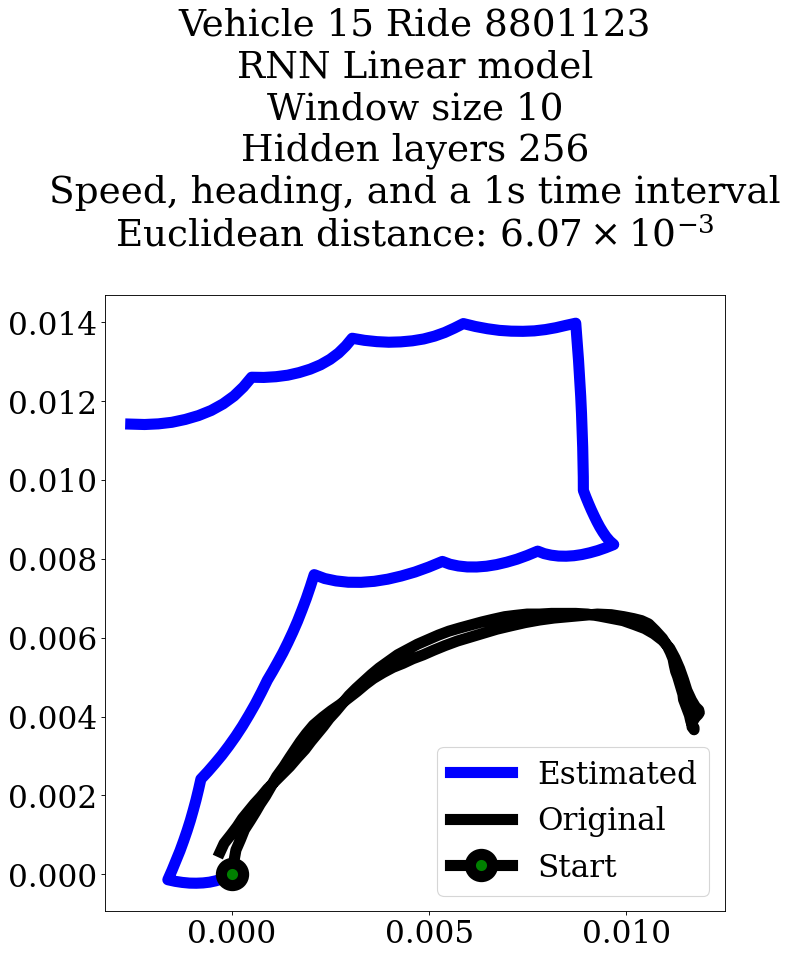 Vehicle 15 Ride 8801123
RNN Linear model
Window size 10
Hidden layers 256
Speed, heading, and a 1s time interval
Euclidean distance: 6.07 × 10⁻³
0.014
0.012
0.010
0.008
0.006
0.004
0.002
0.000
Estimated
Original
Start
0.000 0.005 0.010